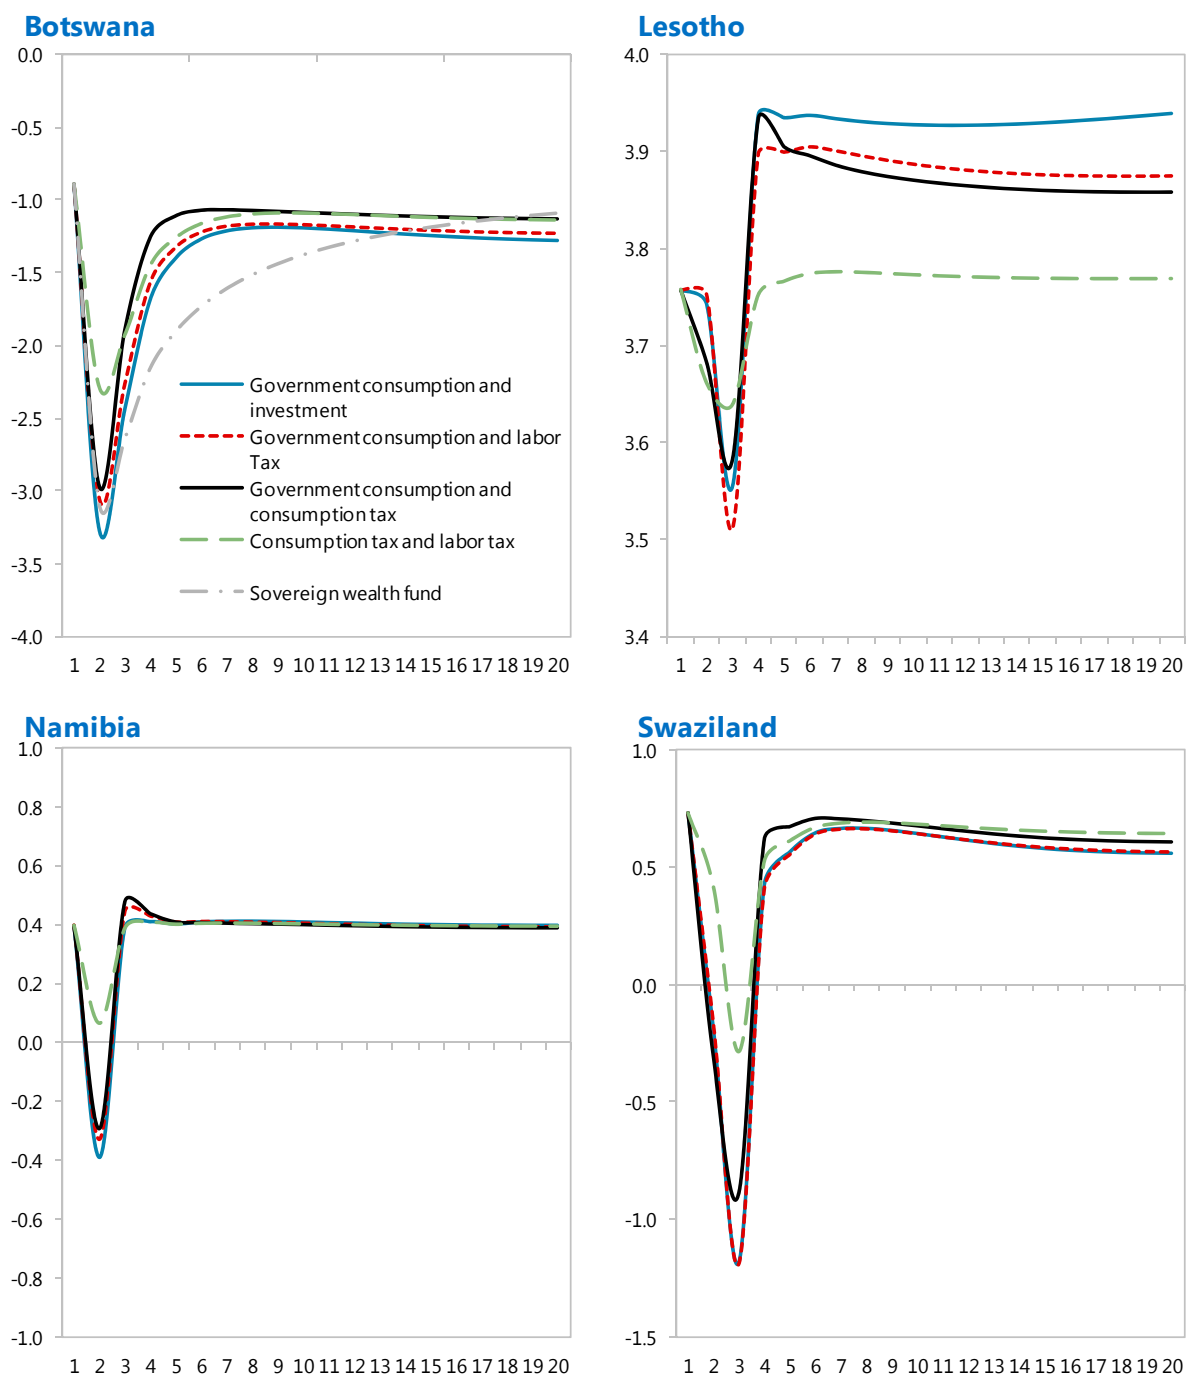 Botswana
0.0
-0.5
-1.0
-1.5
-2.0
-2.5
-3.0
-3.5
-4.0
Government consumption and
investment
Government consumption and labor
Tax
Government consumption and
consumption tax
Consumption tax and labor tax
Sovereign wealth fund
1 2 3 4 5 6 7 8 9 10 11 12 13 14 15 16 17 18 19 20
Lesotho
4.0
3.9
3.8
3.7
3.6
3.5
3.4
1 2 3 4 5 6 7 8 9 10 11 12 13 14 15 16 17 18 19 20
Namibia
1.0
0.8
0.6
0.4
0.2
0.0
-0.2
-0.4
-0.6
-0.8
-1.0
1 2 3 4 5 6 7 8 9 10 11 12 13 14 15 16 17 18 19 20
Swaziland
1.0
0.5
0.0
-0.5
-1.0
-1.5
1 2 3 4 5 6 7 8 9 10 11 12 13 14 15 16 17 18 19 20